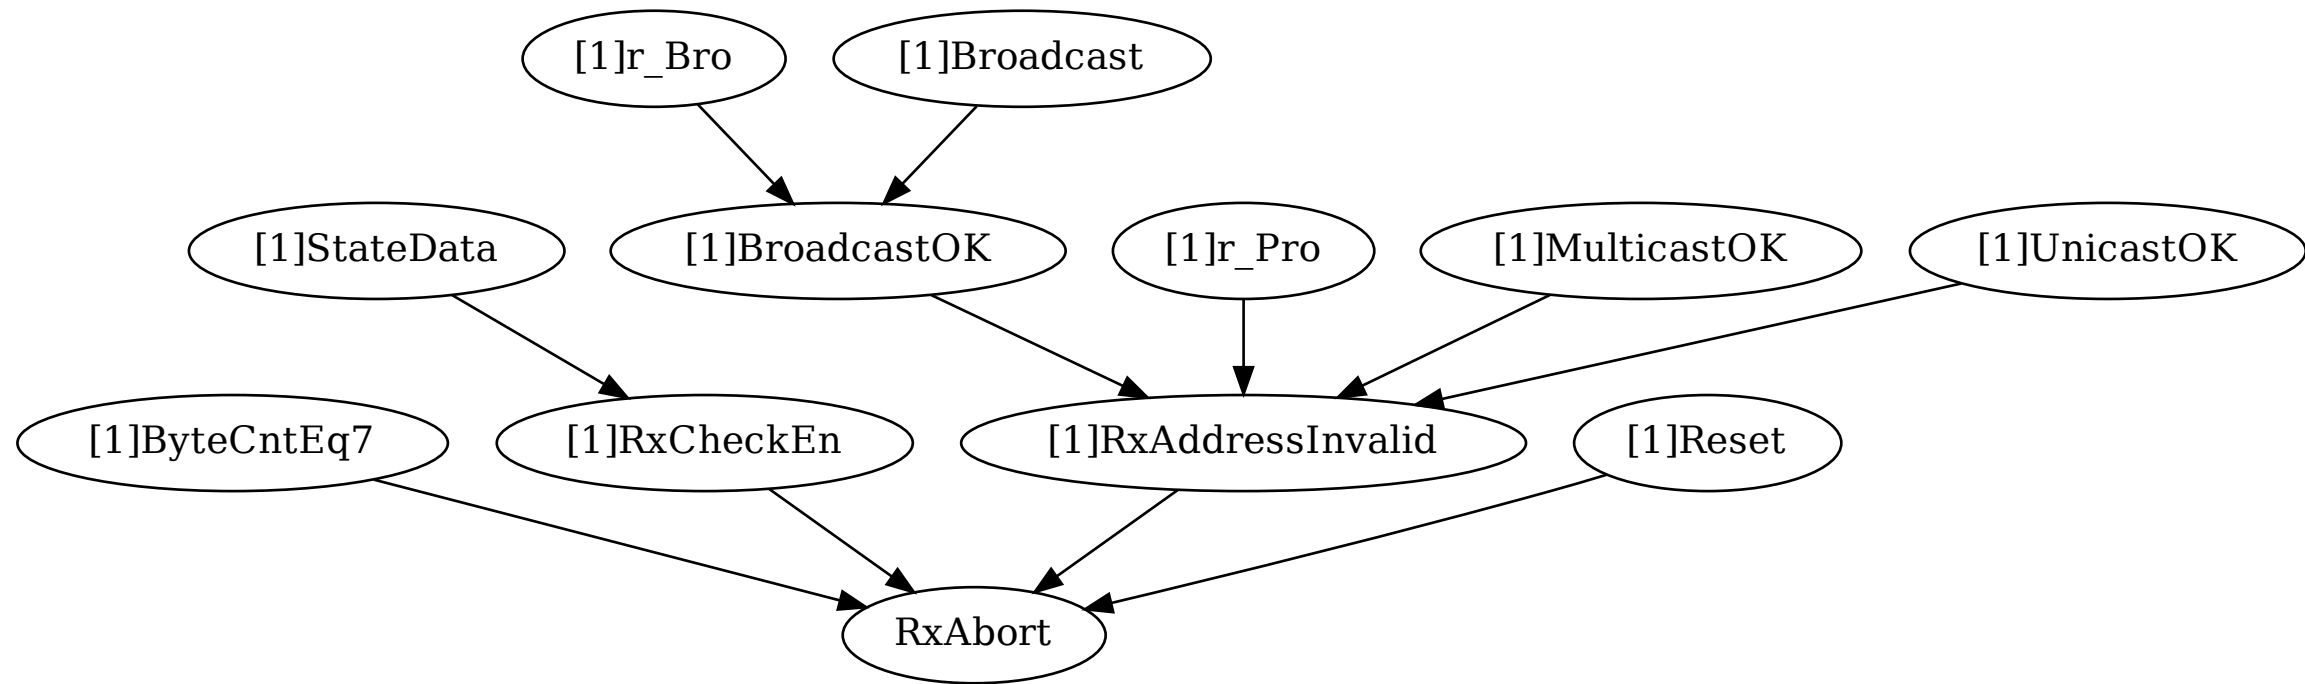 [1]r_Bro
[1]Broadcast
[1]StateData
[1]BroadcastOK
[1]r_Pro
[1]MulticastOK
[1]UnicastOK
[1]ByteCntEq7
[1]RxCheckEn
[1]RxAddressInvalid
[1]Reset
RxAbort